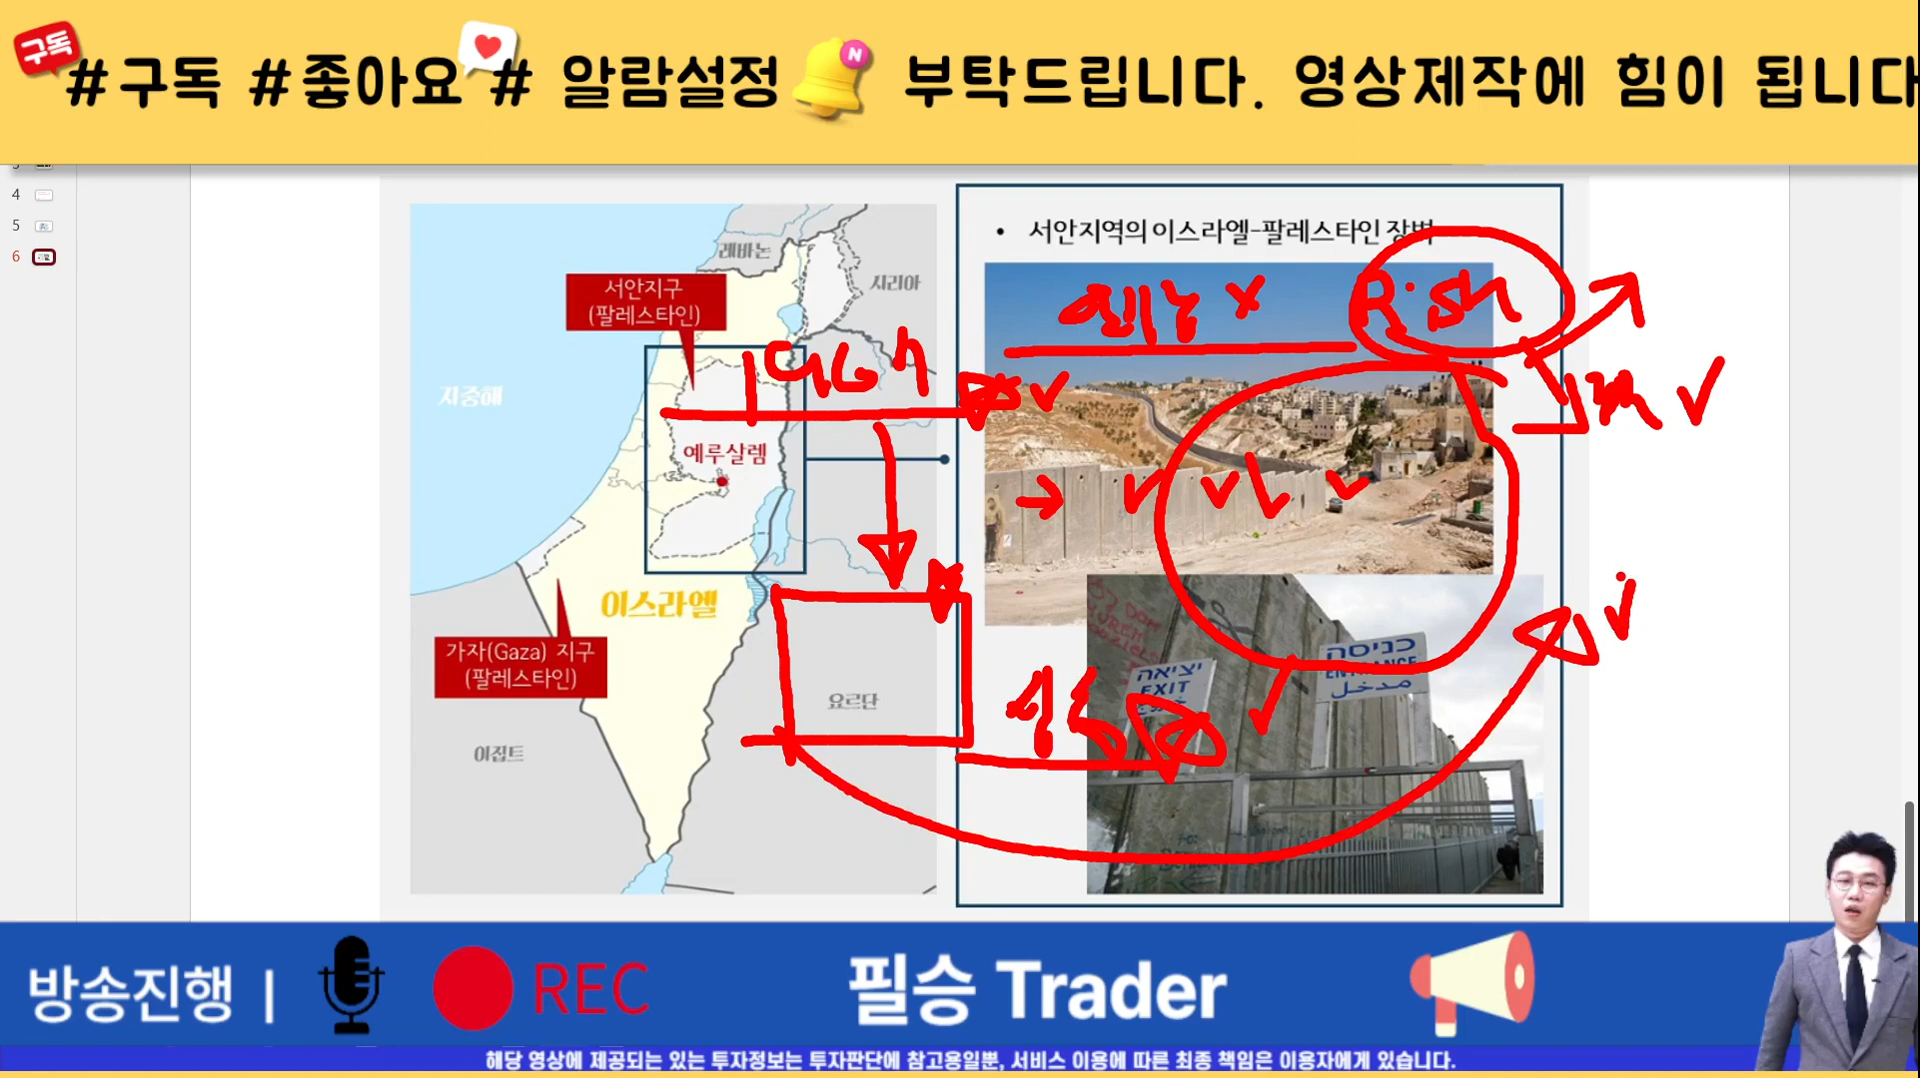 구독
#구독 #좋아요 # 알람설정 N 부탁드립니다. 영상제작에 힘이 됩니다
4
5
6
• 서안지역의 이스라엘-팔레스타인 장벽
레바논
시리아
서안지구
(팔레스타인)
Risk
지중해
예루살렘
이스라엘
가자(Gaza) 지구
(팔레스타인)
요르단
이집트
יציאה
EXIT
כניסה
ENTRANCE
مدخل
방송진행 |
REC
필승 Trader
해당 영상에 제공되는 있는 투자정보는 투자판단에 참고용일뿐, 서비스 이용에 따른 최종 책임은 이용자에게 있습니다.